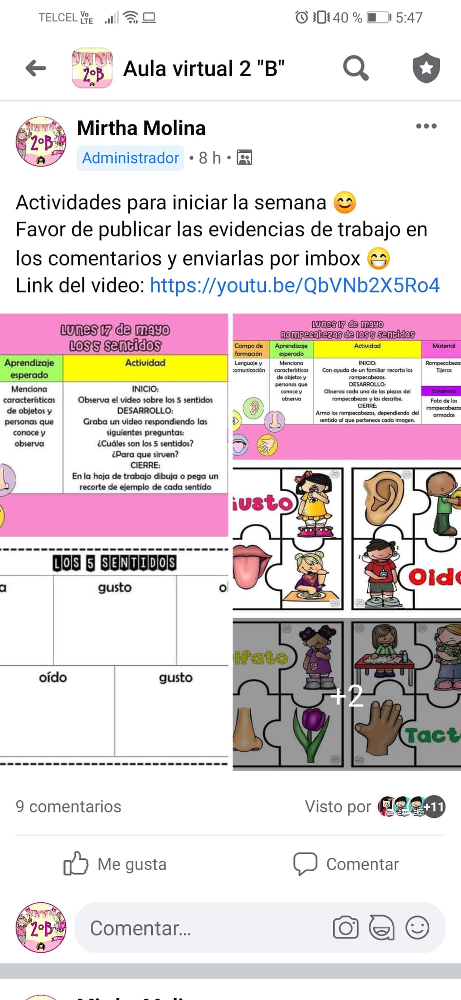 TELCEL Vo LTE 40 % 5:47
Aula virtual 2 "B"
MAY
2°B
Mirtha Molina
MAYO
2°B
Administrador • 8 h •
Actividades para iniciar la semana 😊
Favor de publicar las evidencias de trabajo en
los comentarios y enviarlas por imbox 😁
Link del video: https://youtu.be/QbVNb2X5Ro4
Lunes 17 de mayo
Los 5 sentidos
Aprendizaje
esperado
Actividad
Menciona
características
de objetos y
personas que
conoce y
observa
INICIO:
Observa el video sobre los 5 sentidos
DESARROLLO:
Graba un video respondiendo las
siguientes preguntas:
¿Cuáles son los 5 sentidos?
¿Para que sirven?
CIERRE:
En la hoja de trabajo dibuja o pega un
recorte de ejemplo de cada sentido
Lunes 17 de mayo
Rompecabezas de los 5 sentidos
Campo de
formación
Aprendizaje
esperado
Actividad
Material
Lenguaje y
comunicación
Menciona
características
de objetos y
personas que
conoce y
observa
INICIO:
Con ayuda de un familiar recorta los
rompecabezas.
DESARROLLO:
Observa cada una de las piezas del
rompecabezas y las describe.
CIERRE:
Arma los rompecabezas, dependiendo del
sentido al que pertenece cada imagen.
Rompecabezas
Tijeras
Evidencia
Foto de los
rompecabezas
armados
LOS 5 SENTIDOS
a
gusto
ol
oído
gusto
Gusto
Oido
lfato
Tact
+2
9 comentarios
Visto por +11
Me gusta
Comentar
2°B
Comentar...